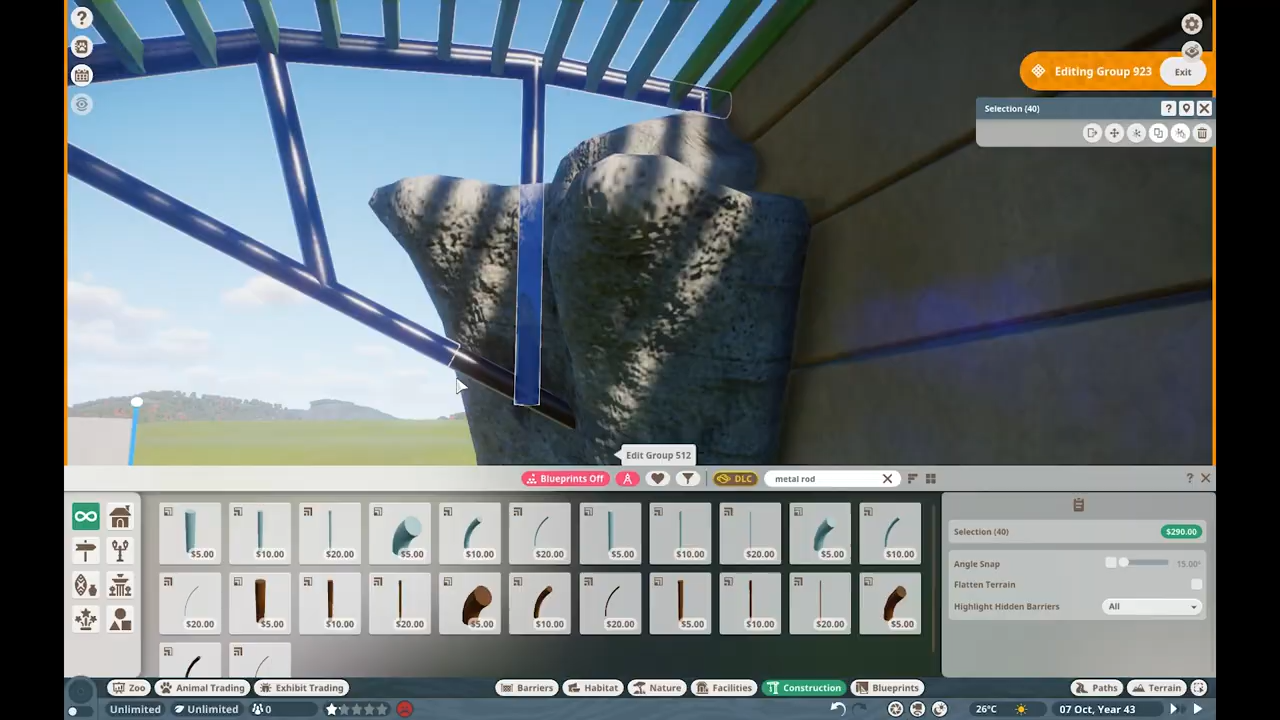 Editing Group 923
Exit
Selection (40)
?
?
Edit Group 512
Blueprints Off
DLC
metal rod
?
$5.00
$10.00
$20.00
$5.00
$10.00
$20.00
$5.00
$10.00
$20.00
$5.00
$10.00
$20.00
$5.00
$10.00
$20.00
$5.00
$10.00
$20.00
$5.00
$10.00
$20.00
$5.00
Selection (40)
$290.00
Angle Snap
15.00°
Flatten Terrain
Highlight Hidden Barriers
All
Zoo
Animal Trading
Exhibit Trading
Barriers
Habitat
Nature
Facilities
Construction
Blueprints
Paths
Terrain
Unlimited
Unlimited
0
26°C
07 Oct, Year 43